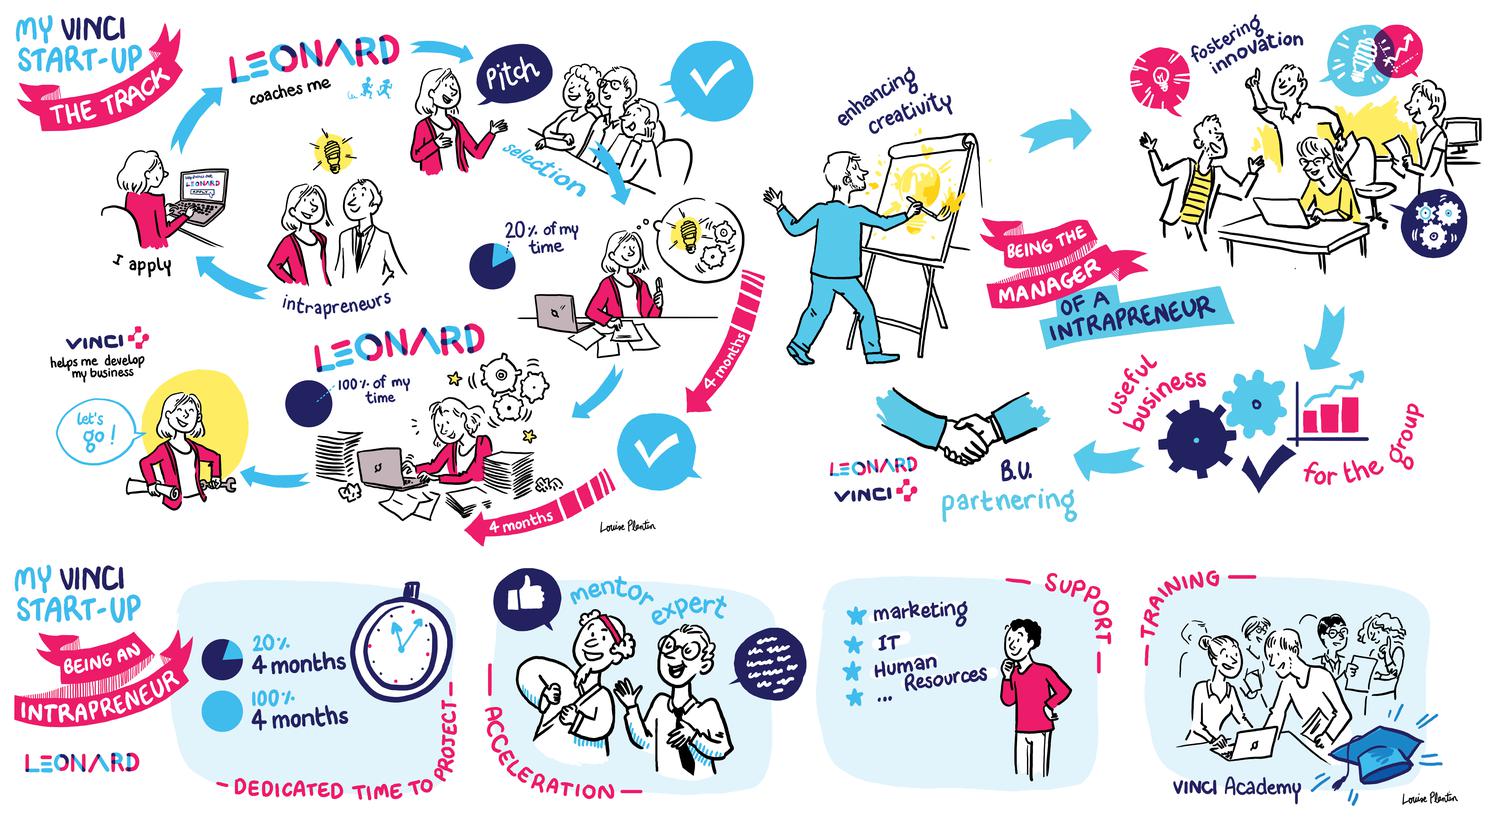 MY VINCI
START-UP
THE TRACK
LEONARD
coaches me
Pitch
selection
LEONARD
APPLY
I apply
intrapreneurs
20% of my
time
4 months
VINCI
helps me develop
my business
let's
go!
LEONARD
100% of my
time
4 months
Louise Plantin
enhancing
creativity
fostering
innovation
BEING THE
MANAGER
OF A
INTRAPRENEUR
useful
business
for the group
LEONARD
VINCI
B.U.
partnering
MY VINCI
START-UP
BEING AN
INTRAPRENEUR
LEONARD
20%
4 months
100%
4 months
DEDICATED TIME TO PROJECT
mentor expert
ACCELERATION
marketing
IT
Human
Resources
...
SUPPORT
TRAINING
VINCI Academy
Louise Plantin